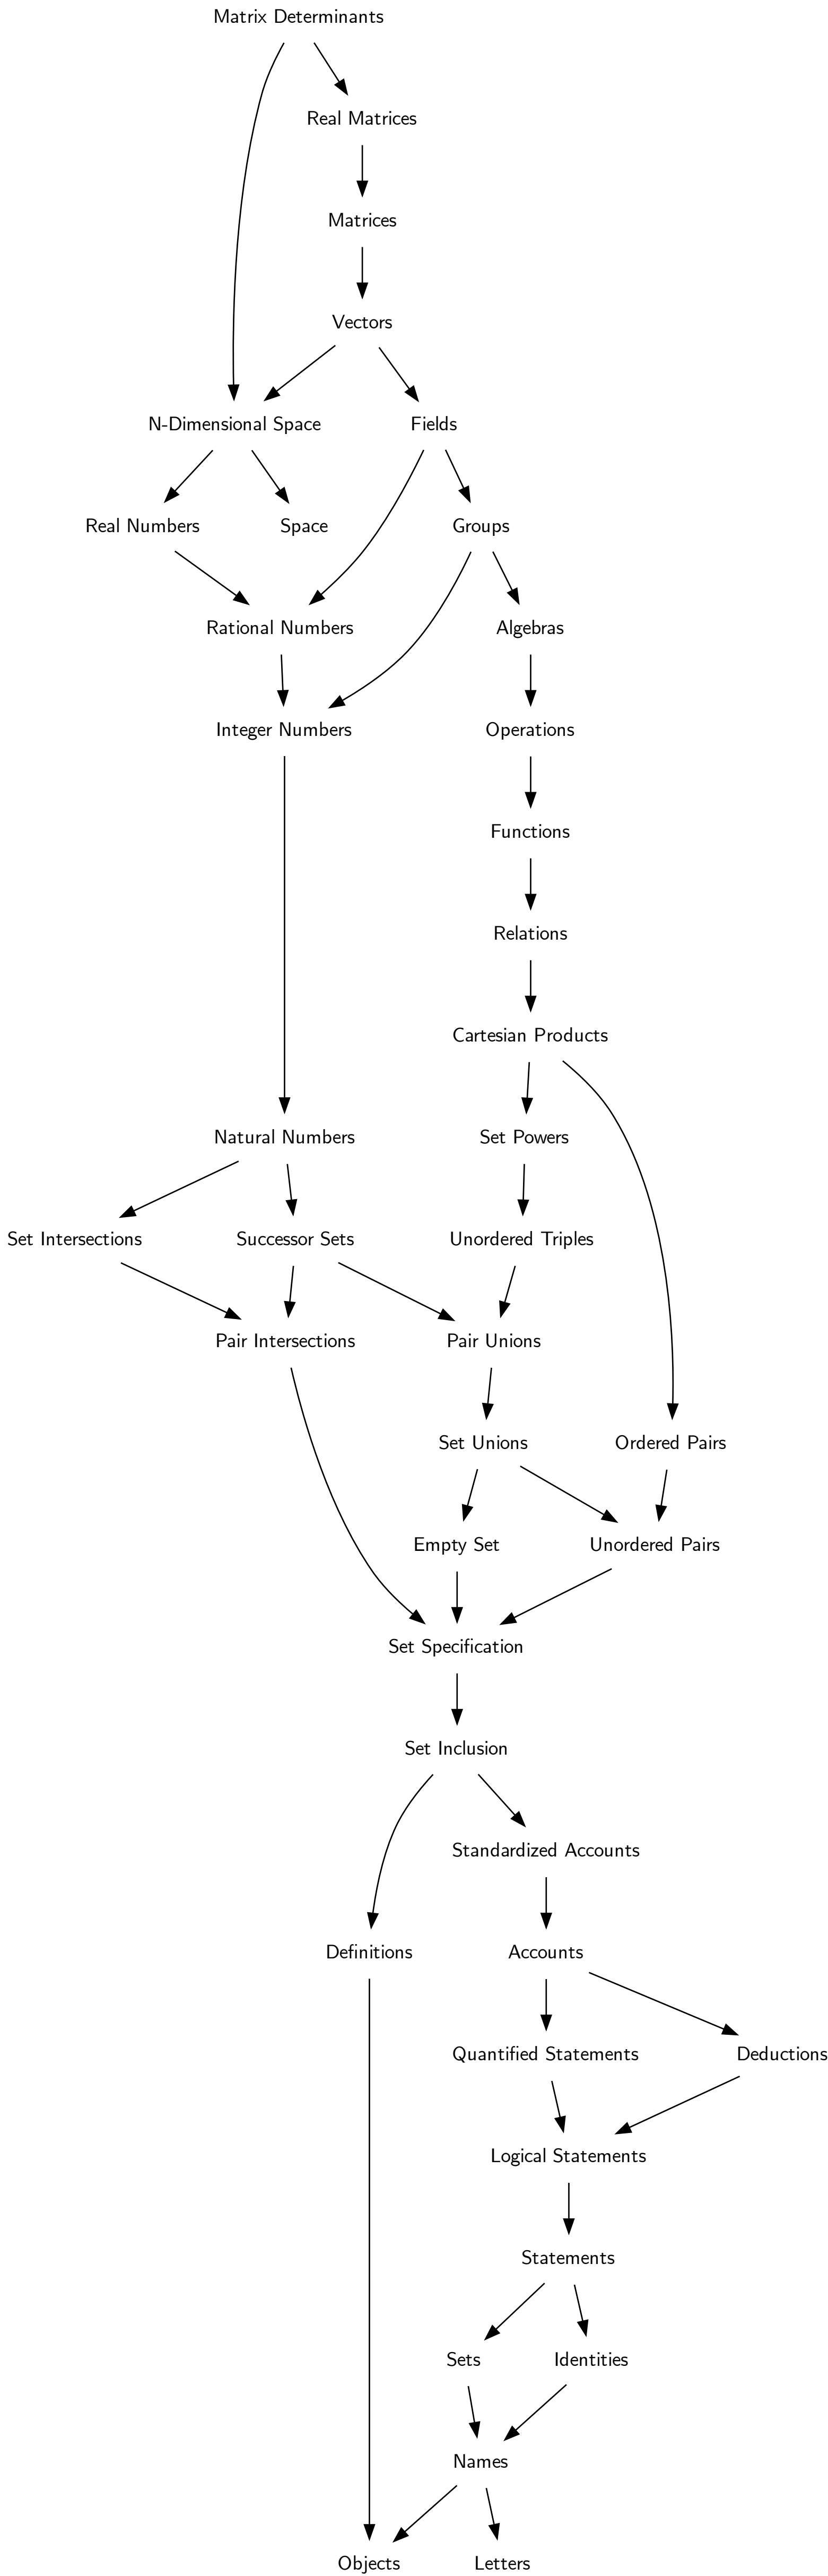 Matrix Determinants
Real Matrices
Matrices
Vectors
N-Dimensional Space
Fields
Real Numbers
Space
Groups
Rational Numbers
Algebras
Integer Numbers
Operations
Functions
Relations
Cartesian Products
Natural Numbers
Set Powers
Set Intersections
Successor Sets
Unordered Triples
Pair Intersections
Pair Unions
Set Unions
Ordered Pairs
Empty Set
Unordered Pairs
Set Specification
Set Inclusion
Standardized Accounts
Definitions
Accounts
Quantified Statements
Deductions
Logical Statements
Statements
Sets
Identities
Names
Objects
Letters